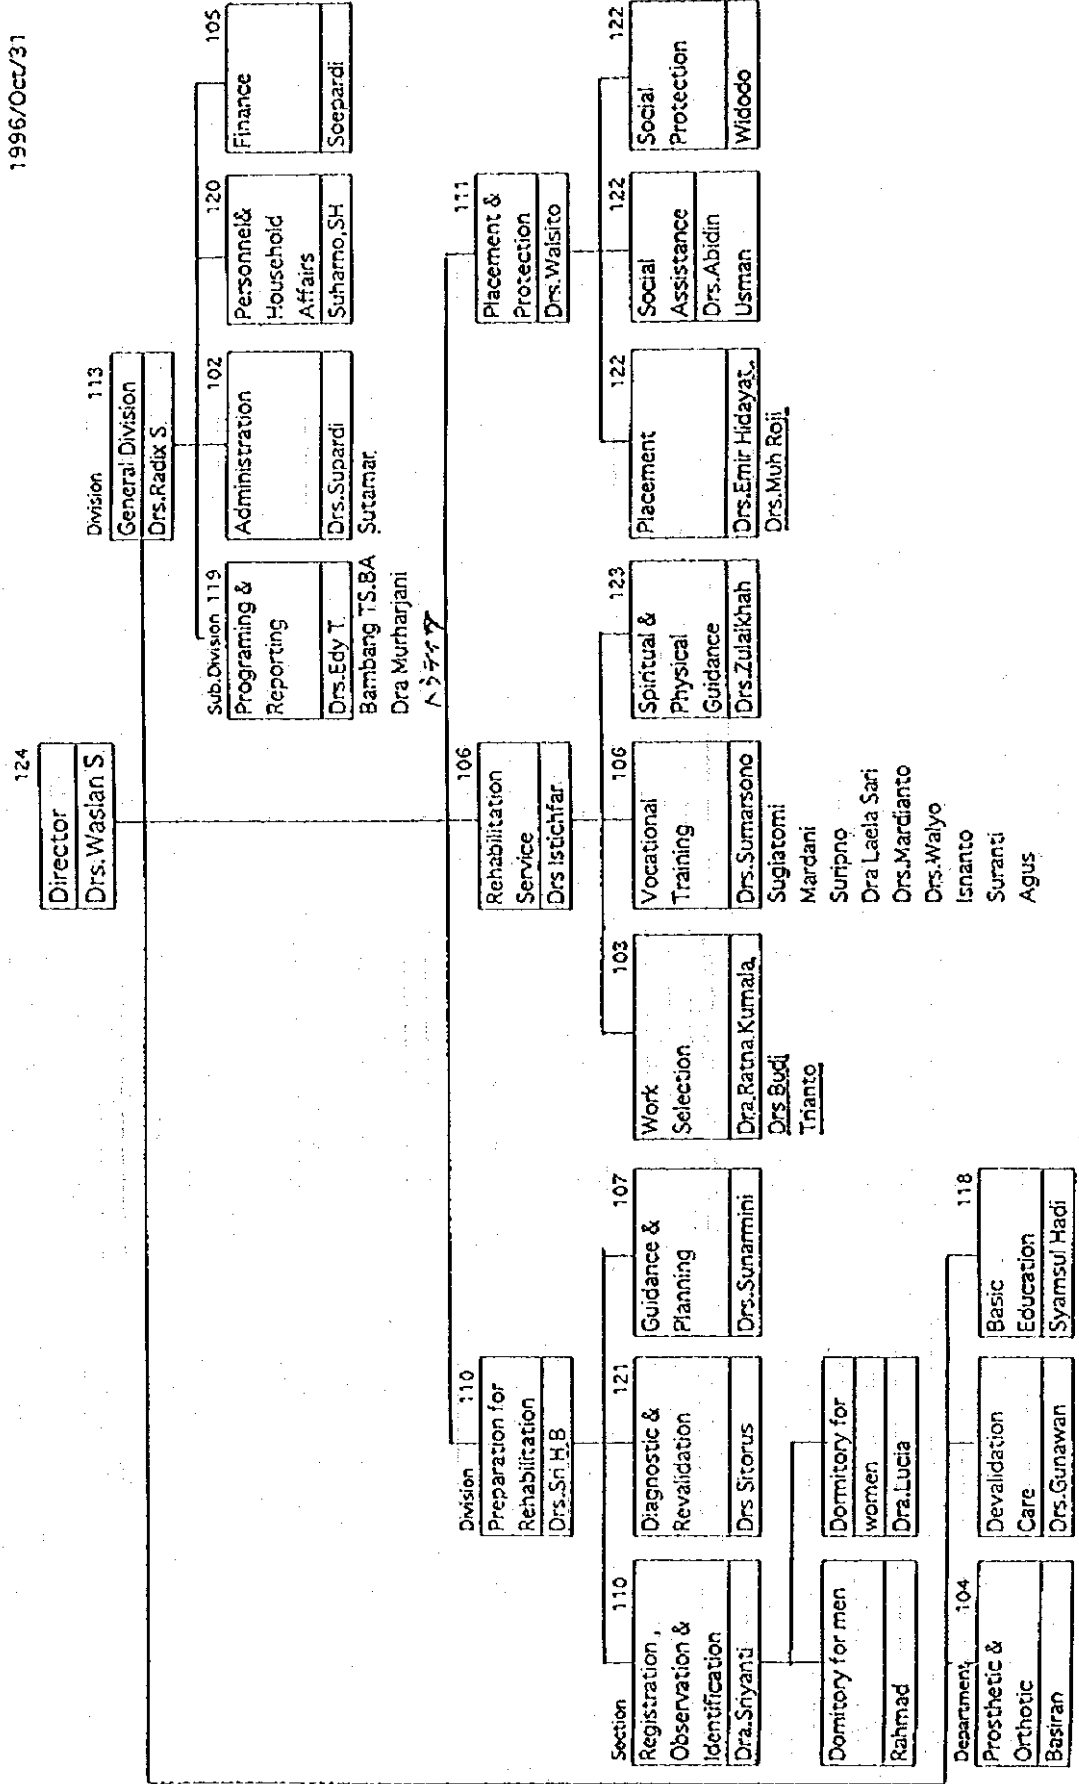 1996/Oct/31
124
Director
Drs.Waslan S.
Division 113
General Division
Drs.Radix S.
Sub.Division 119
Programing &
Reporting
Drs.Edy T.
Bambang TS.BA
Dra Murharjani
102
Administration
Drs.Supardi
Sutamar.
120
Personnel&
Household
Affairs
Suharno,SH
105
Finance
Soepardi
Division 110
Preparation for
Rehabilitation
Drs.Sri H.B
106
Rehabilitation
Service
Drs Istichfar.
111
Placement &
Protection
Drs.Walsito
Section 110
Registration ,
Observation &
Identification
Dra.Sriyanti
121
Diagnostic &
Revalidation
Drs Sitorus
107
Guidance &
Planning
Drs.Sunarmini
103
Work
Selection
Dra.Ratna.Kumala,
Drs Budi
Trianto
106
Vocational
Training
Drs.Sumarsono
Sugiatomi
Mardani
Suripno
Dra Laela Sari
Drs.Mardianto
Drs.Walyo
Isnanto
Suranti
Agus
123
Spiritual &
Physical
Guidance
Drs.Zulaikhah
122
Placement
Drs.Emir Hidayat,
Drs.Muh Roji
122
Social
Assistance
Drs.Abidin
Usman
122
Social
Protection
Widodo
Domitory for men
Rahmad
Dormitory for
women
Dra.Lucia
Department 104
Prosthetic &
Orthotic
Basiran
Devalidation
Care
Drs.Gunawan
118
Basic
Education
Syamsul Hadi